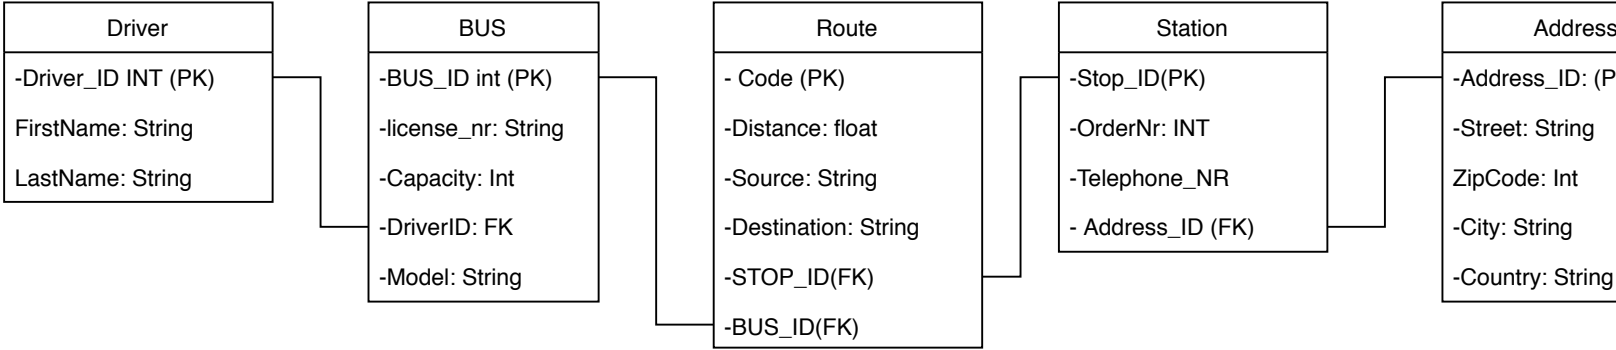 Driver
-Driver_ID INT (PK)
FirstName: String
LastName: String
BUS
-BUS_ID int (PK)
-license_nr: String
-Capacity: Int
-DriverID: FK
-Model: String
Route
- Code (PK)
-Distance: float
-Source: String
-Destination: String
-STOP_ID(FK)
-BUS_ID(FK)
Station
-Stop_ID(PK)
-OrderNr: INT
-Telephone_NR
- Address_ID (FK)
Address
-Address_ID: (P
-Street: String
ZipCode: Int
-City: String
-Country: String